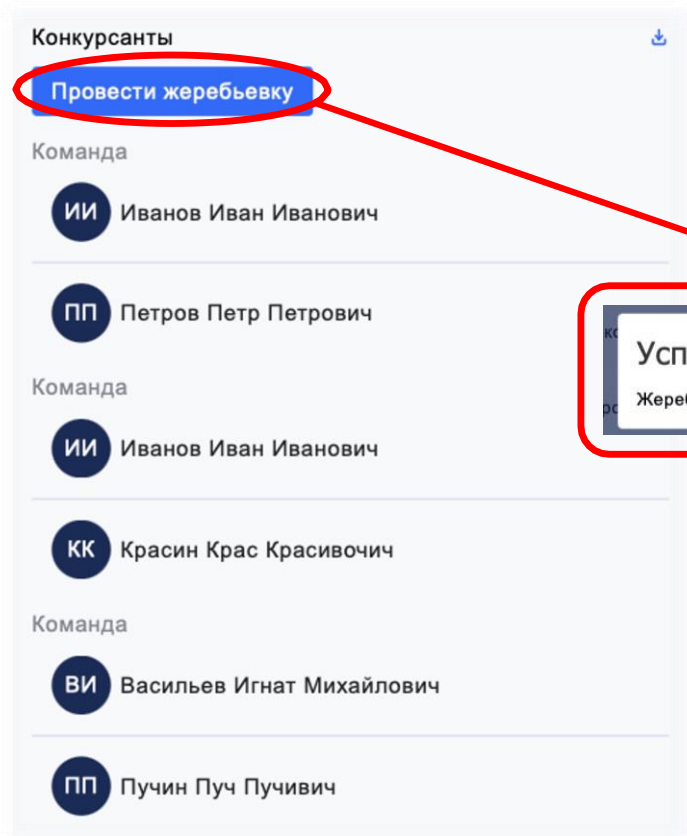 Конкурсанты
Провести жеребьевку
Команда
ИИ Иванов Иван Иванович
ПП Петров Петр Петрович
Команда
ИИ Иванов Иван Иванович
КК Красин Крас Красивочич
Команда
ВИ Васильев Игнат Михайлович
ПП Пучин Пуч Пучивич